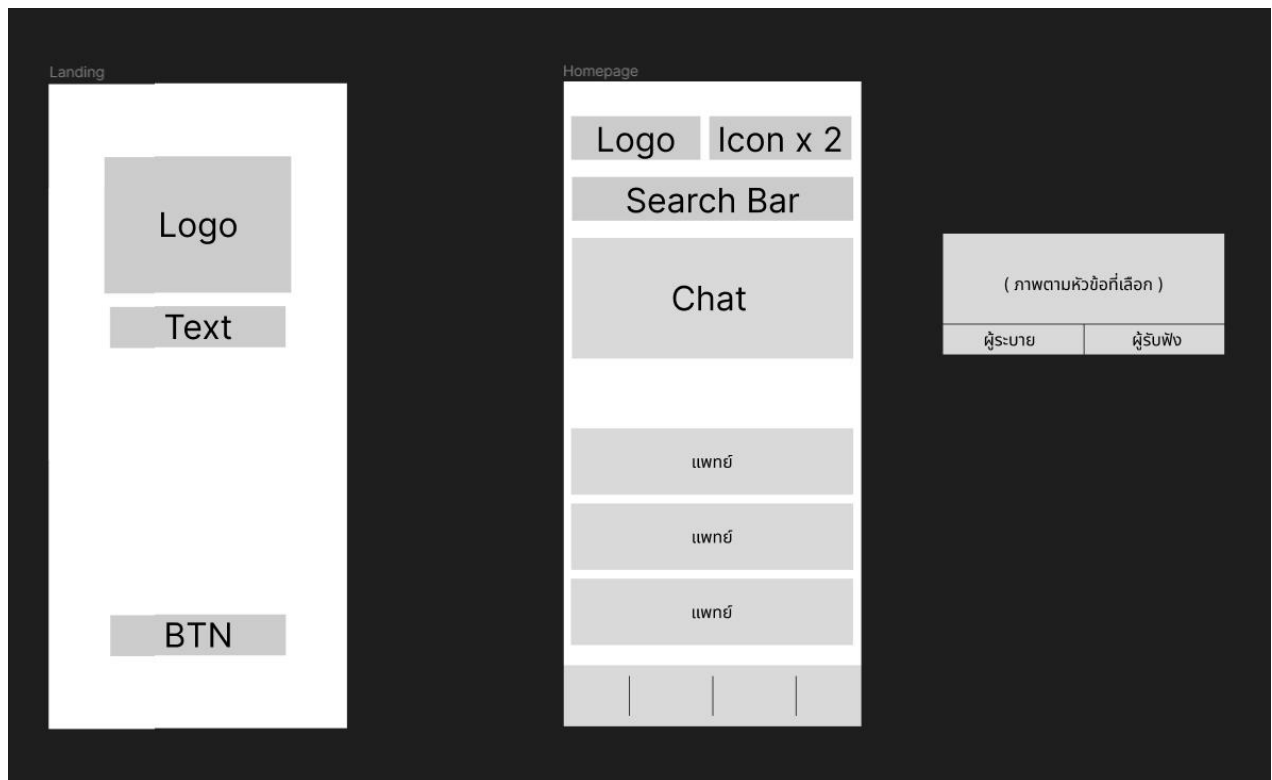 Landing
Logo
Text
BTN
Homepage
Logo
Icon x 2
Search Bar
Chat
แพทย์
แพทย์
แพทย์
( ภาพตามหัวข้อที่เลือก )
ผู้ระบาย
ผู้รับฟัง